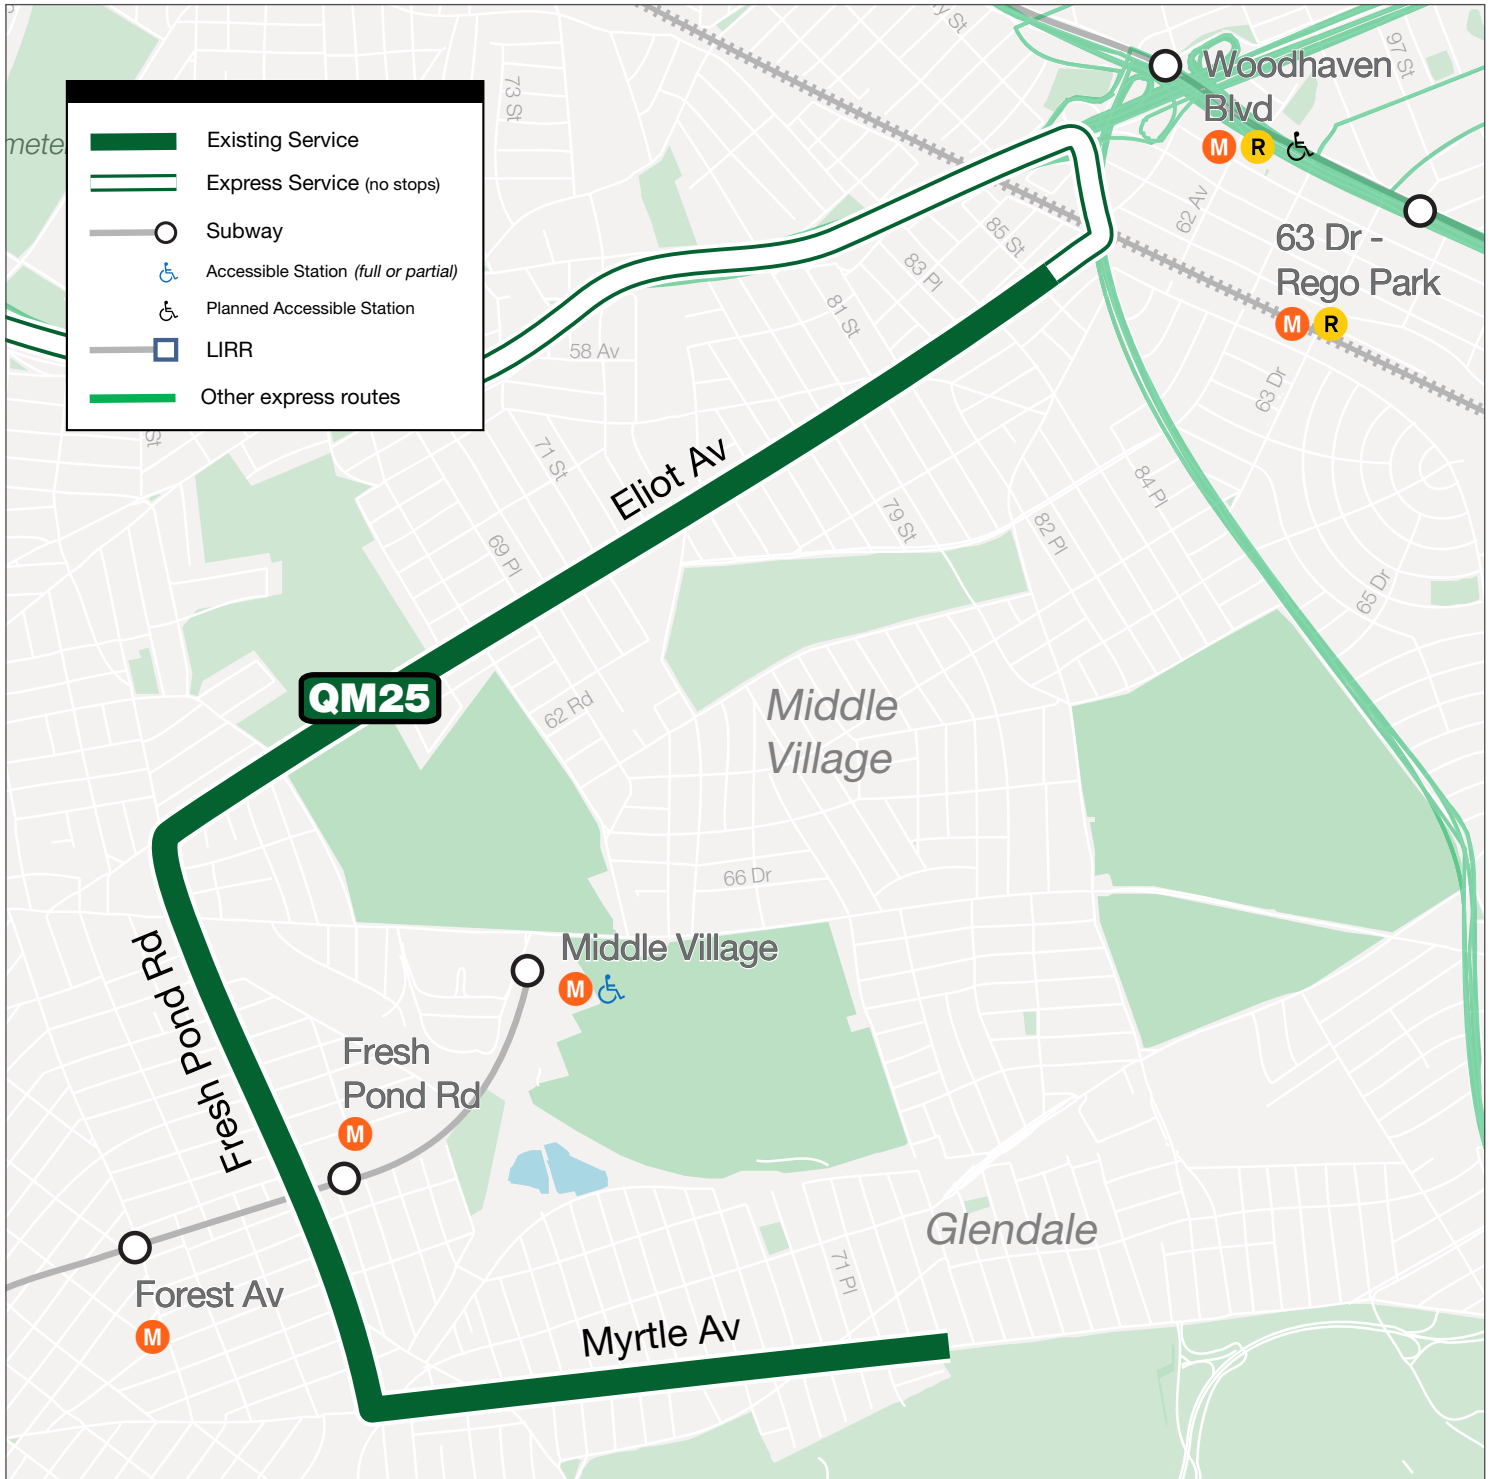 y St
97 St
Woodhaven
Blvd
M R
73 St
Existing Service
Express Service (no stops)
Subway
Accessible Station (full or partial)
Planned Accessible Station
LIRR
Other express routes
62 Av
85 St
63 Dr -
Rego Park
M R
83 Pl
81 St
58 Av
63 Dr
St
71 St
Eliot Av
84 Pl
79 St
82 Pl
69 Pl
65 Dr
QM25
62 Rd
Middle
Village
66 Dr
Fresh Pond Rd
Middle Village
M
Fresh
Pond Rd
M
Glendale
71 Pl
Forest Av
M
Myrtle Av